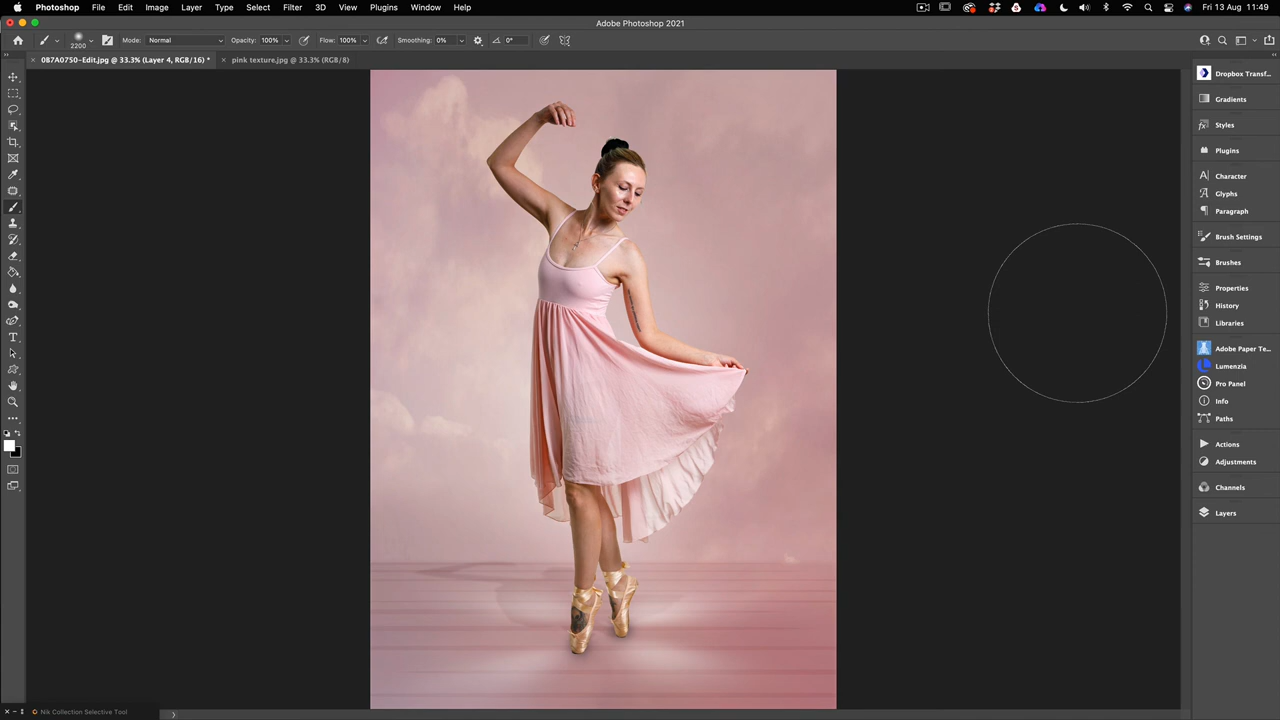 Photoshop File Edit Image Layer Type Select Filter 3D View Plugins Window Help Fri 13 Aug 11:49
Adobe Photoshop 2021
2200 Mode: Normal Opacity: 100% Flow: 100% Smoothing: 0% 0°
0B7A0750-Edit.jpg @ 33.3% (Layer 4, RGB/16) * pink texture.jpg @ 33.3% (RGB/8)
Dropbox Transf...
Gradients
Styles
Plugins
Character
Glyphs
Paragraph
Brush Settings
Brushes
Properties
History
Libraries
Adobe Paper Te...
Lumenzia
Pro Panel
Info
Paths
Actions
Adjustments
Channels
Layers
Nik Collection Selective Tool